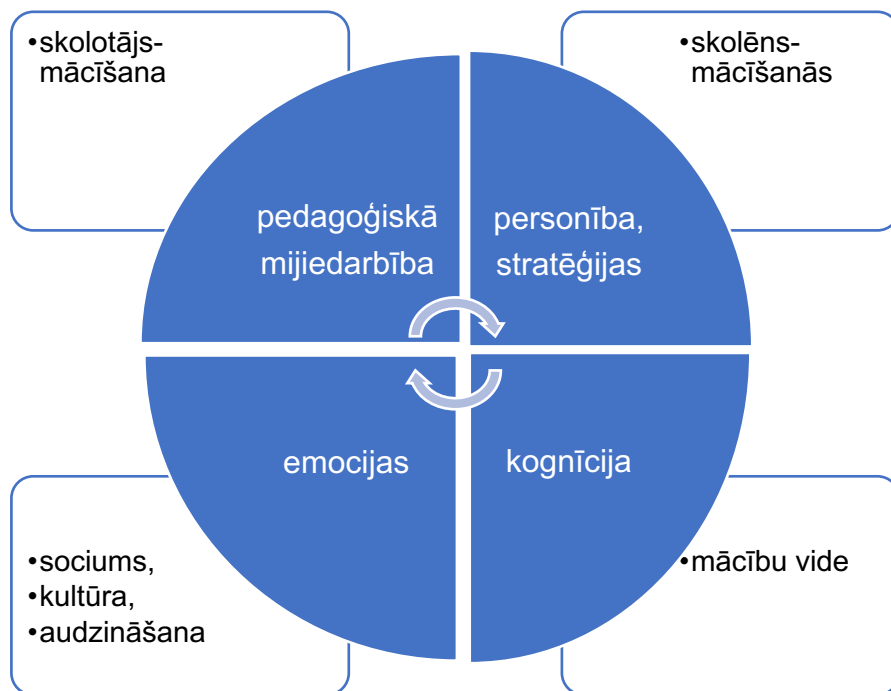 •skolotājs-
mācīšana
•skolēns-
mācīšanās
pedagoģiskā
mijiedarbība
personība,
stratēģijas
emocijas
kognīcija
•sociums,
•kultūra,
•audzināšana
•mācību vide